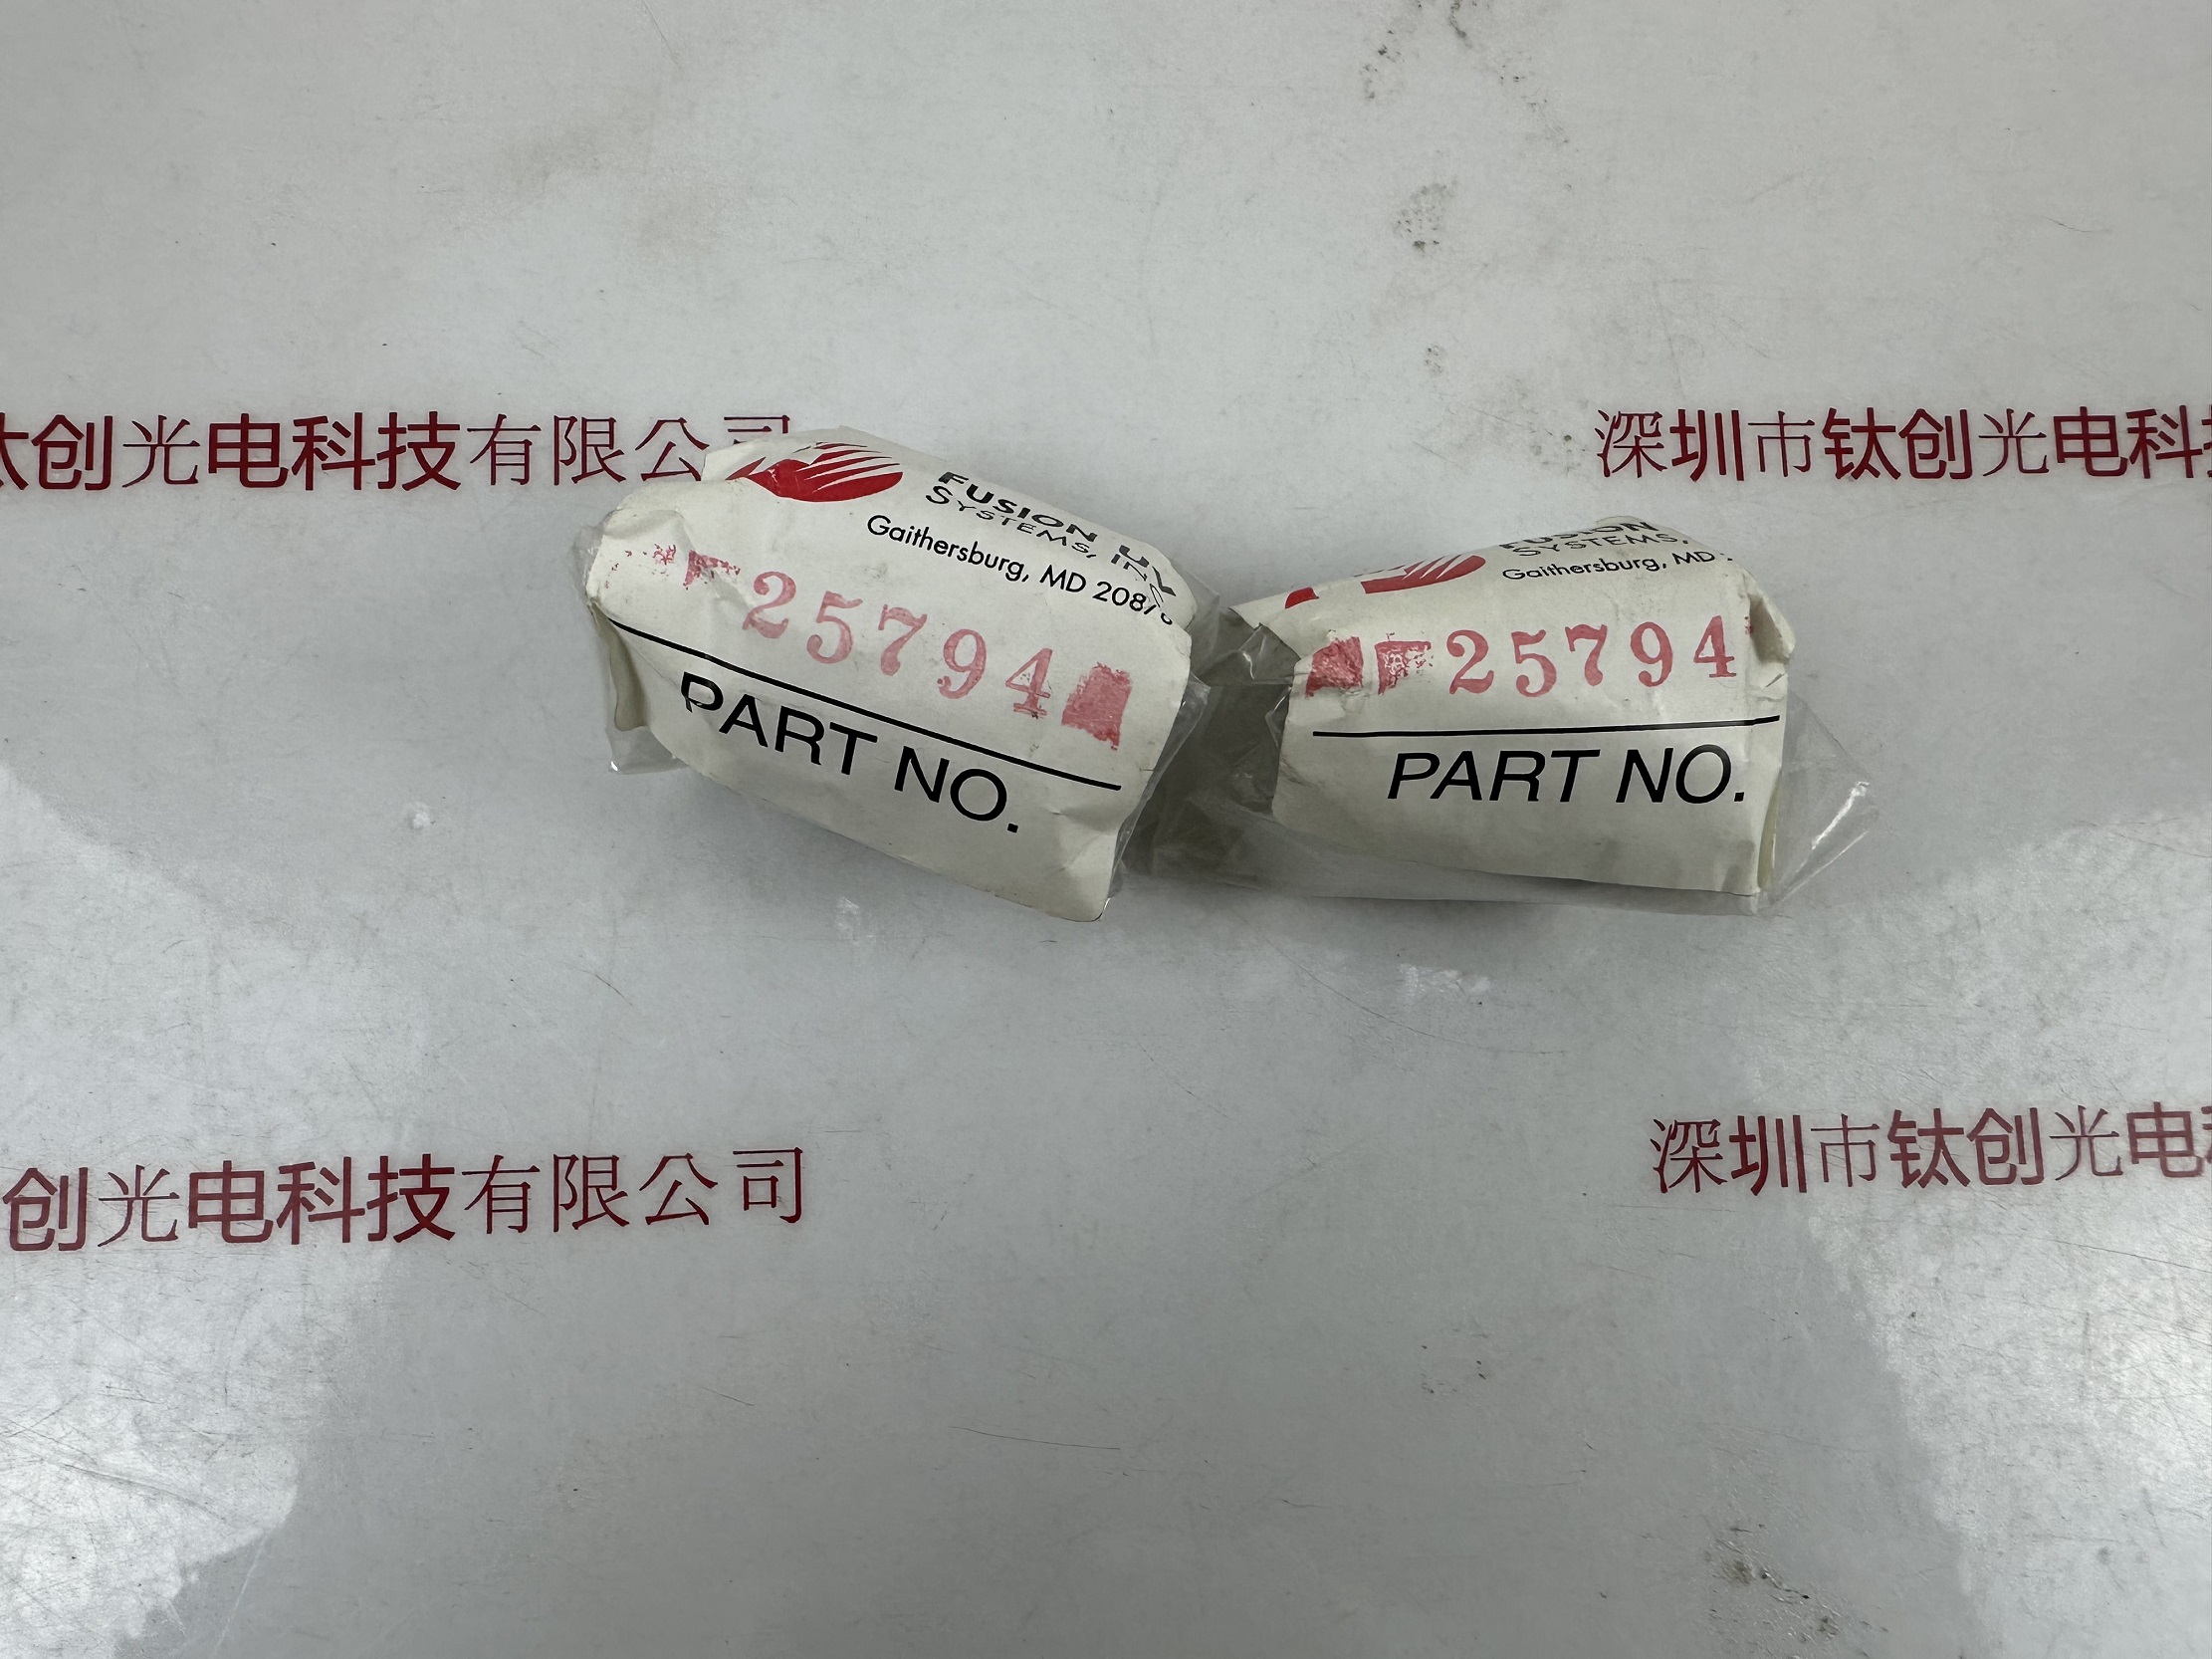 钛创光电科技有限公司
深圳市钛创光电科技
FUSION UV
SYSTEMS, INC.
Gaithersburg, MD 20878
25794
PART NO.
FUSION
SYSTEMS,
Gaithersburg, MD
25794
PART NO.
创光电科技有限公司
深圳市钛创光电科